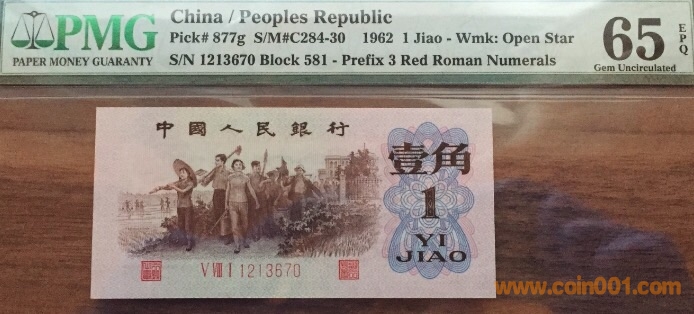 PMG
PAPER MONEY GUARANTY
China / Peoples Republic
Pick# 877g S/M#C284-30 1962 1 Jiao - Wmk: Open Star
S/N 1213670 Block 581 - Prefix 3 Red Roman Numerals
65 EPQ
Gem Uncirculated
中國人民銀行
壹角
1
YI
JIAO
V VIII I 1213670
www.coin001.com